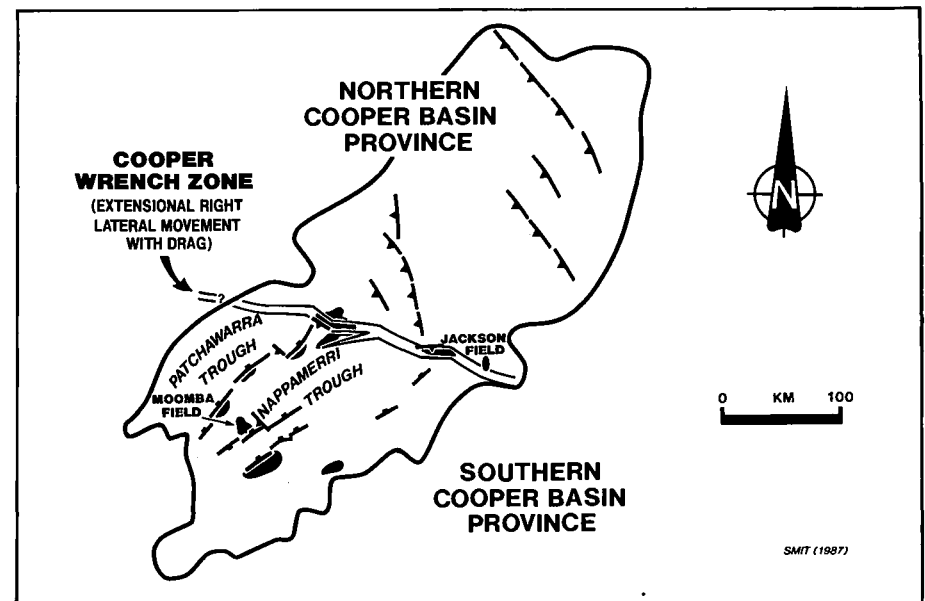 NORTHERN
COOPER BASIN
PROVINCE
COOPER
WRENCH ZONE
(EXTENSIONAL RIGHT
LATERAL MOVEMENT
WITH DRAG)
?
N
PATCHAWARRA
TROUGH
JACKSON
FIELD
NAPPAMERRI
TROUGH
MOOMBA
FIELD
0 KM 100
SOUTHERN
COOPER BASIN
PROVINCE
SMIT (1987)